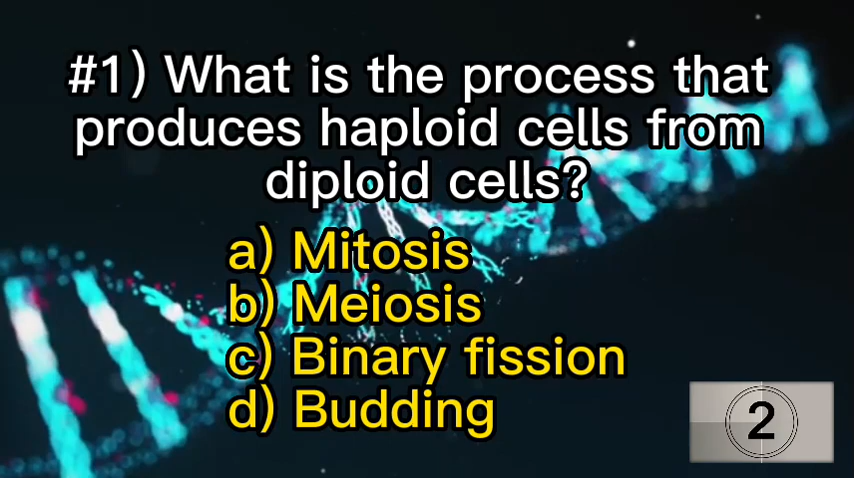 #1) What is the process that
produces haploid cells from
diploid cells?
a) Mitosis
b) Meiosis
c) Binary fission
d) Budding
2